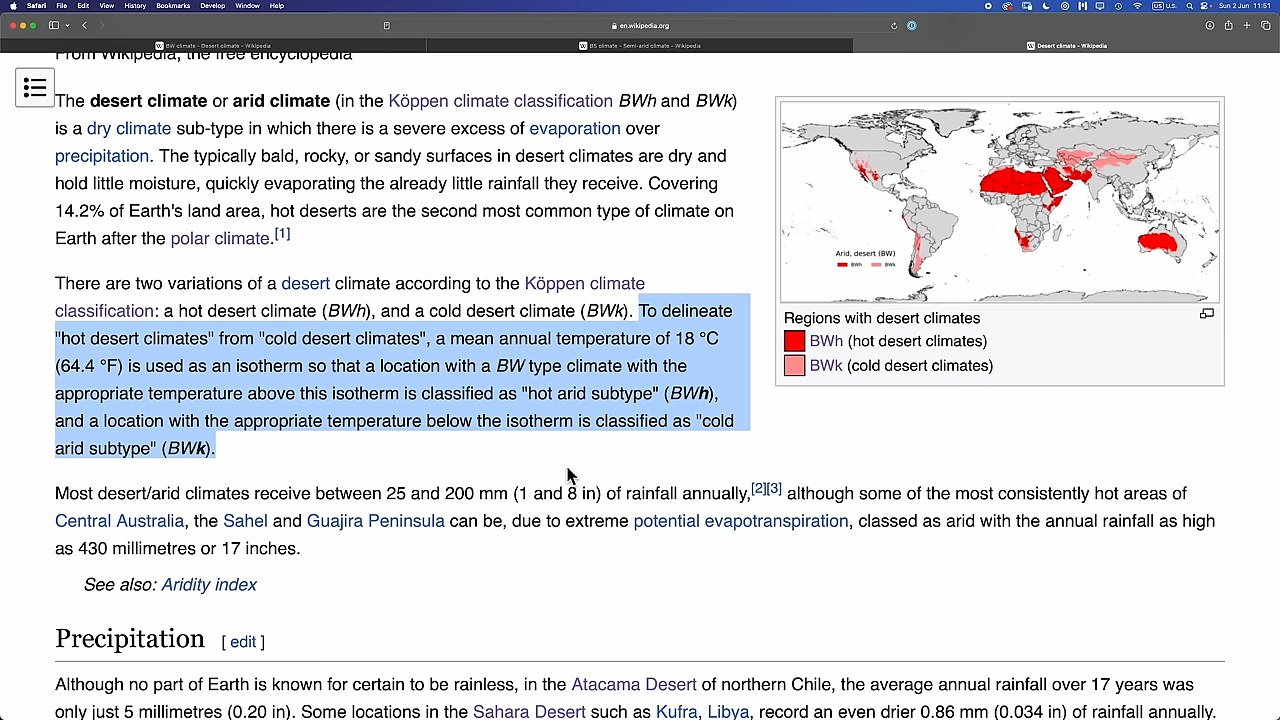 Safari File Edit View History Bookmarks Develop Window Help U.S. Sun 2 Jun 11:51
en.wikipedia.org
BW climate - Desert climate - Wikipedia BS climate - Semi-arid climate - Wikipedia Desert climate - Wikipedia
From Wikipedia, the free encyclopedia
The desert climate or arid climate (in the Köppen climate classification BWh and BWk)
is a dry climate sub-type in which there is a severe excess of evaporation over
precipitation. The typically bald, rocky, or sandy surfaces in desert climates are dry and
hold little moisture, quickly evaporating the already little rainfall they receive. Covering
14.2% of Earth's land area, hot deserts are the second most common type of climate on
Earth after the polar climate.[1]
There are two variations of a desert climate according to the Köppen climate
classification: a hot desert climate (BWh), and a cold desert climate (BWk). To delineate
"hot desert climates" from "cold desert climates", a mean annual temperature of 18 °C
(64.4 °F) is used as an isotherm so that a location with a BW type climate with the
appropriate temperature above this isotherm is classified as "hot arid subtype" (BWh),
and a location with the appropriate temperature below the isotherm is classified as "cold
arid subtype" (BWk).
Arid, desert (BW)
BWh BWk
Regions with desert climates
BWh (hot desert climates)
BWk (cold desert climates)
Most desert/arid climates receive between 25 and 200 mm (1 and 8 in) of rainfall annually,[2][3] although some of the most consistently hot areas of
Central Australia, the Sahel and Guajira Peninsula can be, due to extreme potential evapotranspiration, classed as arid with the annual rainfall as high
as 430 millimetres or 17 inches.
See also: Aridity index
Precipitation [ edit ]
Although no part of Earth is known for certain to be rainless, in the Atacama Desert of northern Chile, the average annual rainfall over 17 years was
only just 5 millimetres (0.20 in). Some locations in the Sahara Desert such as Kufra, Libya, record an even drier 0.86 mm (0.034 in) of rainfall annually.